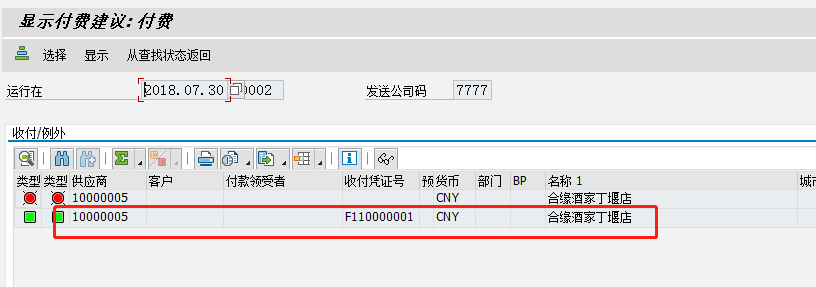 显示付费建议:付费
选择 显示 从查找状态返回
运行在 2018.07.30 0002 发送公司码 7777
收付/例外
类型 类型 供应商 客户 付款领受者 收付凭证号 预 货币 部门 BP 名称 1
10000005 CNY 合缘酒家丁堰店
10000005 F110000001 CNY 合缘酒家丁堰店